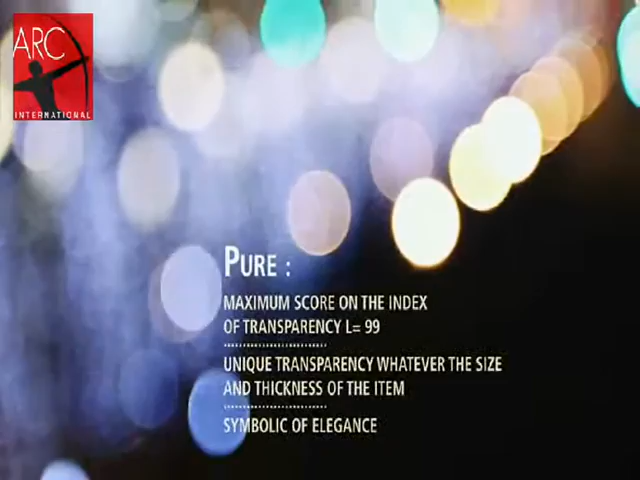 ARC
INTERNATIONAL
PURE :
MAXIMUM SCORE ON THE INDEX
OF TRANSPARENCY L= 99
UNIQUE TRANSPARENCY WHATEVER THE SIZE
AND THICKNESS OF THE ITEM
SYMBOLIC OF ELEGANCE